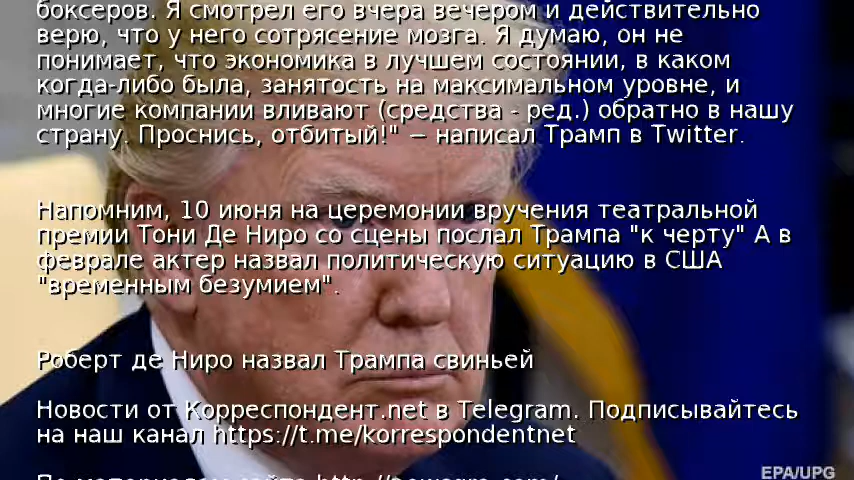 боксеров. Я смотрел его вчера вечером и действительно
верю, что у него сотрясение мозга. Я думаю, он не
понимает, что экономика в лучшем состоянии, в каком
когда-либо была, занятость на максимальном уровне, и
многие компании вливают (средства - ред.) обратно в нашу
страну. Проснись, отбитый!" — написал Трамп в Twitter.
Напомним, 10 июня на церемонии вручения театральной
премии Тони Де Ниро со сцены послал Трампа "к черту" А в
феврале актер назвал политическую ситуацию в США
"временным безумием".
Роберт де Ниро назвал Трампа свиньей
Новости от Корреспондент.net в Telegram. Подписывайтесь
на наш канал https://t.me/korrespondentnet
EPA/UPG